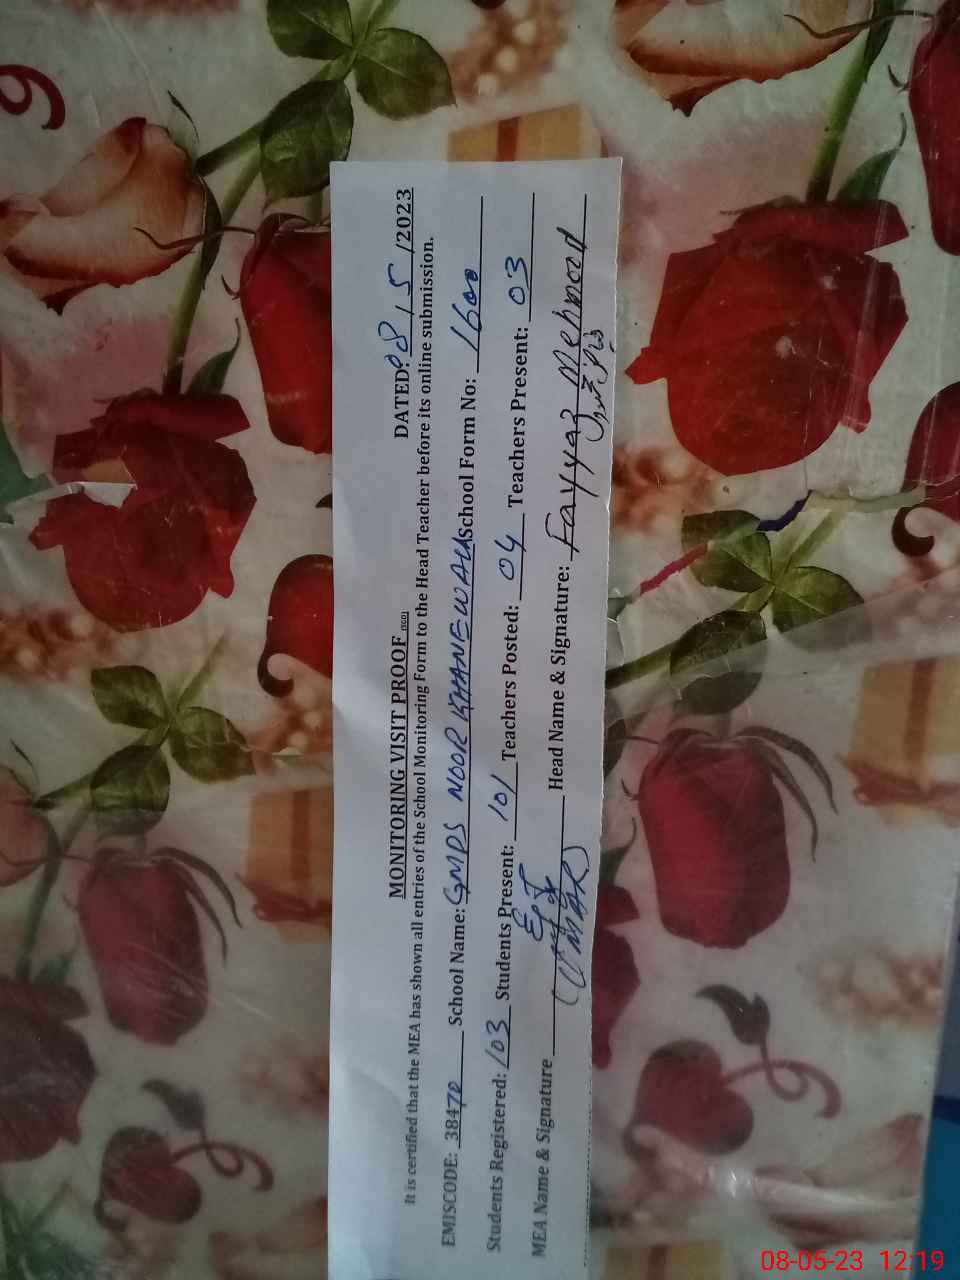 MONITORING VISIT PROOF DATED: 08/5/2023
It is certified that the MEA has shown all entries of the School Monitoring Form to the Head Teacher before its online submission.
EMISCODE: 38470 School Name: GMPS NOOR KHANEWALI School Form No: 1600
Students Registered: 103 Students Present: 101 Teachers Posted: 04 Teachers Present: 03
MEA Name & Signature (UMAR) Head Name & Signature: Fayyaz Mehmood
08-05-23 12:19